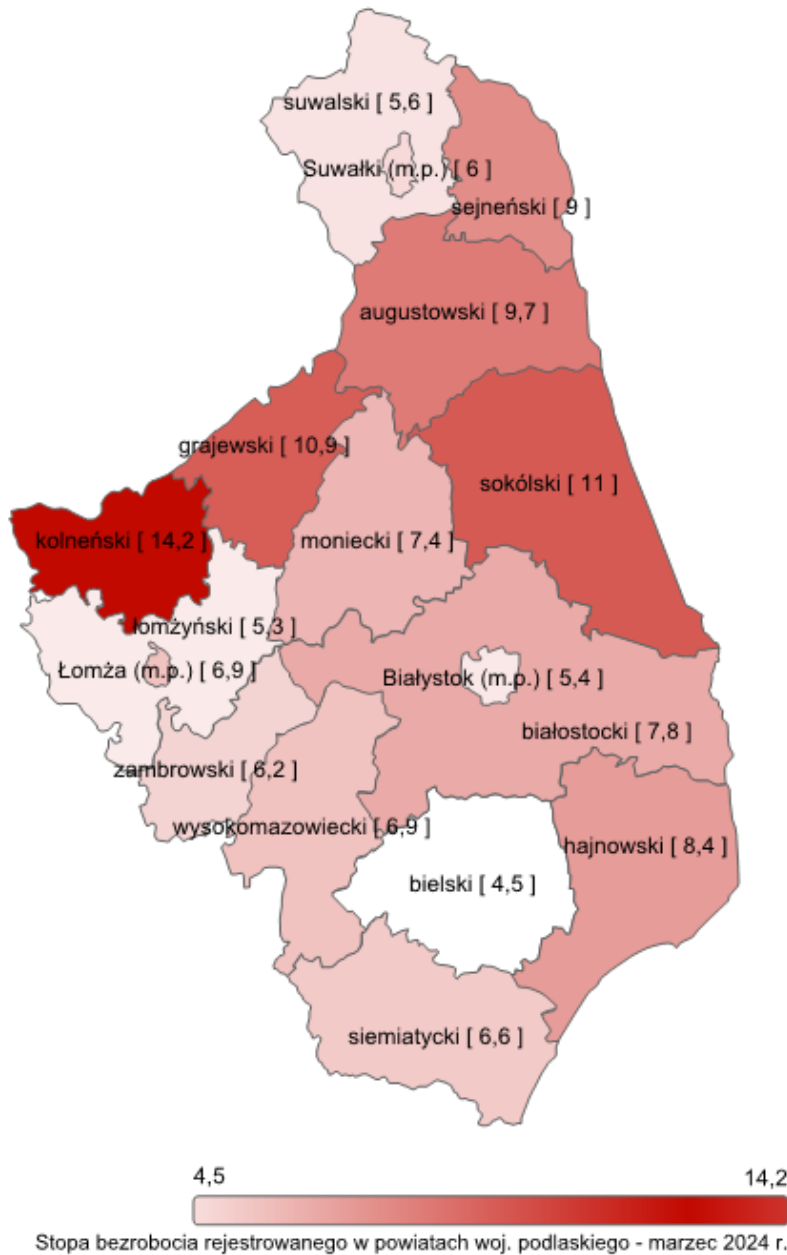 suwalski [ 5,6 ]
Suwałki (m.p.) [ 6 ]
sejneński [ 9 ]
augustowski [ 9,7 ]
grajewski [ 10,9 ]
sokólski [ 11 ]
kolneński [ 14,2 ]
moniecki [ 7,4 ]
łomżyński [ 5,3 ]
Łomża (m.p.) [ 6,9 ]
Białystok (m.p.) [ 5,4 ]
białostocki [ 7,8 ]
zambrowski [ 6,2 ]
wysokomazowiecki [ 6,9 ]
hajnowski [ 8,4 ]
bielski [ 4,5 ]
siemiatycki [ 6,6 ]
4,5
14,2
Stopa bezrobocia rejestrowanego w powiatach woj. podlaskiego - marzec 2024 r.